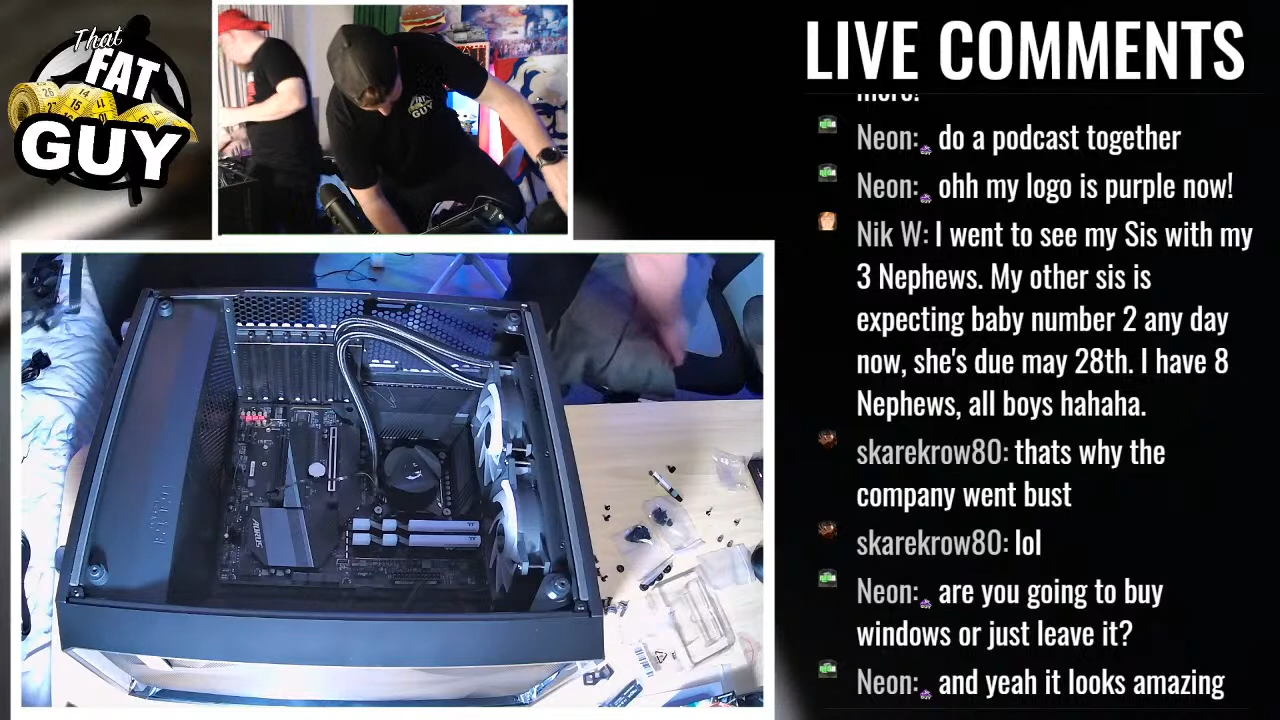 That
FAT
GUY
LIVE COMMENTS
more!
Neon: do a podcast together
Neon: ohh my logo is purple now!
Nik W: I went to see my Sis with my
3 Nephews. My other sis is
expecting baby number 2 any day
now, she's due may 28th. I have 8
Nephews, all boys hahaha.
skarekrow80: thats why the
company went bust
skarekrow80: lol
Neon: are you going to buy
windows or just leave it?
Neon: and yeah it looks amazing
GUY
AORUS